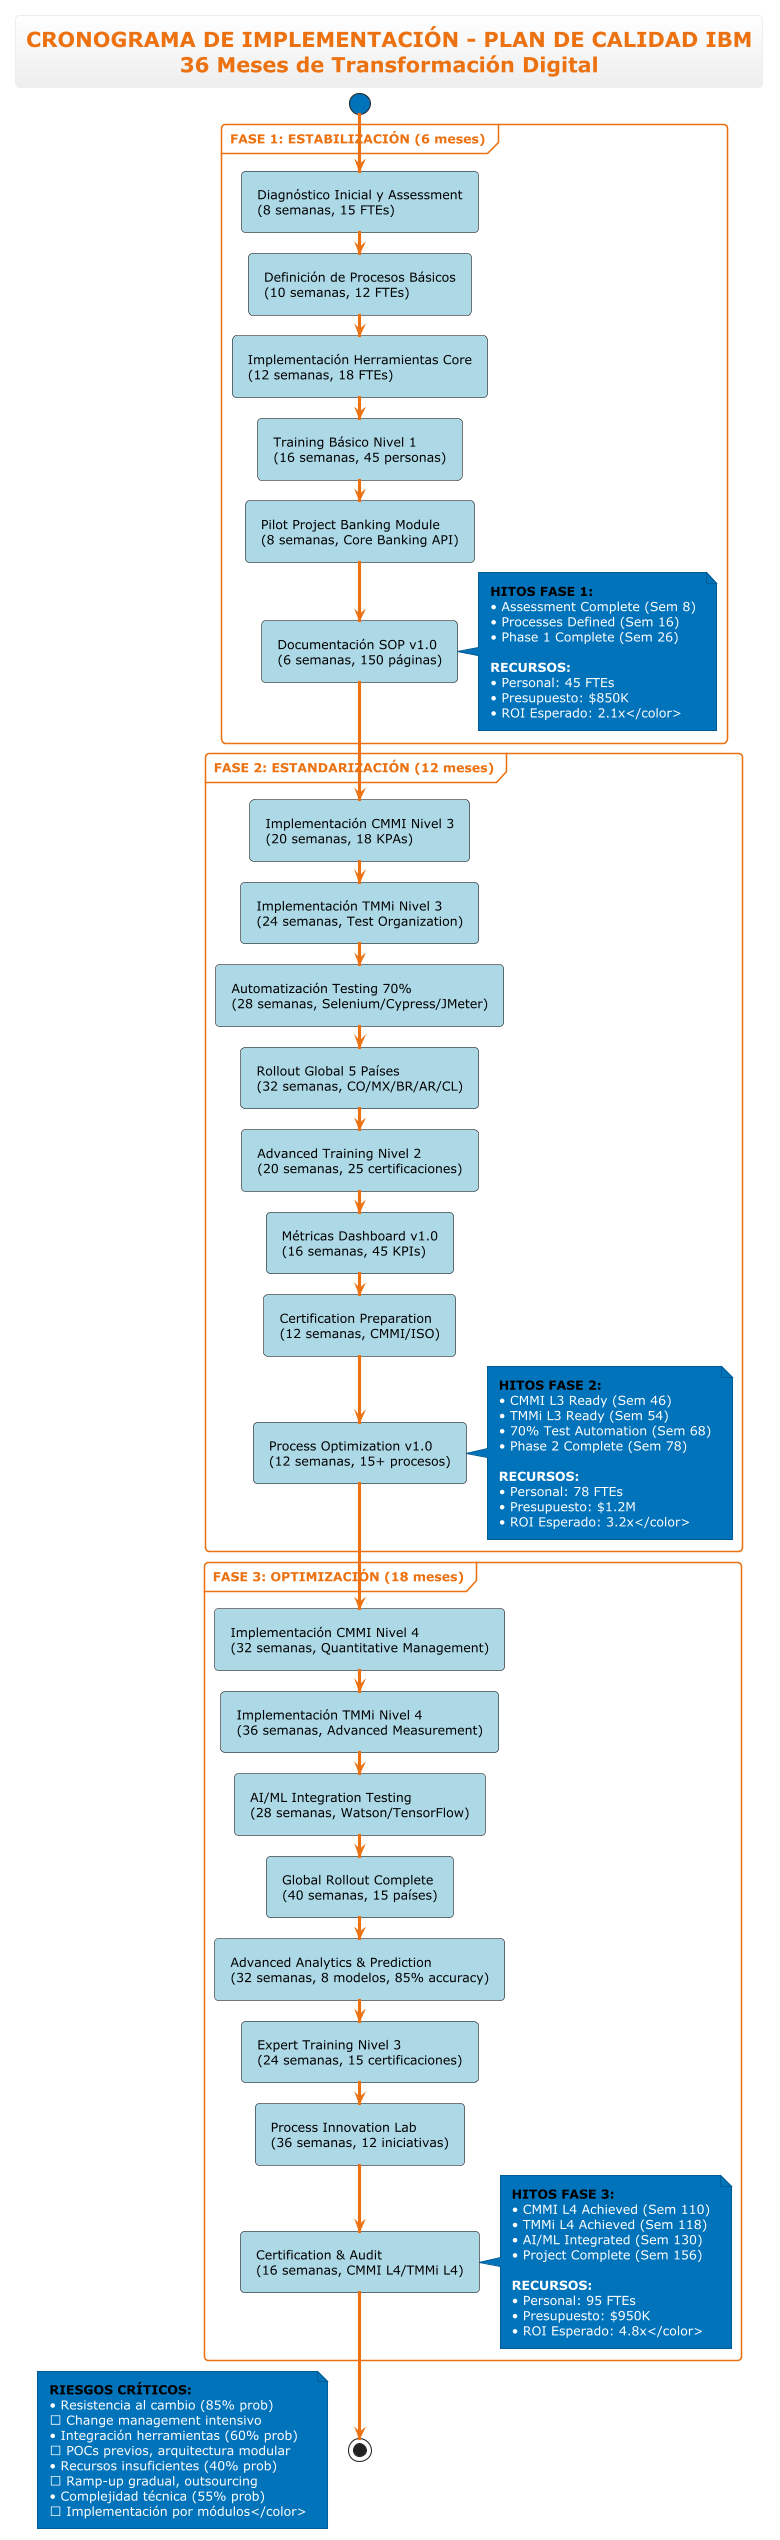 CRONOGRAMA DE IMPLEMENTACIÓN - PLAN DE CALIDAD IBM
36 Meses de Transformación Digital
FASE 1: ESTABILIZACIÓN (6 meses)
Diagnóstico Inicial y Assessment
(8 semanas, 15 FTEs)
Definición de Procesos Básicos
(10 semanas, 12 FTEs)
Implementación Herramientas Core
(12 semanas, 18 FTEs)
Training Básico Nivel 1
(16 semanas, 45 personas)
Pilot Project Banking Module
(8 semanas, Core Banking API)
Documentación SOP v1.0
(6 semanas, 150 páginas)
HITOS FASE 1:
• Assessment Complete (Sem 8)
• Processes Defined (Sem 16)
• Phase 1 Complete (Sem 26)
RECURSOS:
• Personal: 45 FTEs
• Presupuesto: $850K
• ROI Esperado: 2.1x</color>
FASE 2: ESTANDARIZACIÓN (12 meses)
Implementación CMMI Nivel 3
(20 semanas, 18 KPAs)
Implementación TMMi Nivel 3
(24 semanas, Test Organization)
Automatización Testing 70%
(28 semanas, Selenium/Cypress/JMeter)
Rollout Global 5 Países
(32 semanas, CO/MX/BR/AR/CL)
Advanced Training Nivel 2
(20 semanas, 25 certificaciones)
Métricas Dashboard v1.0
(16 semanas, 45 KPIs)
Certification Preparation
(12 semanas, CMMI/ISO)
Process Optimization v1.0
(12 semanas, 15+ procesos)
HITOS FASE 2:
• CMMI L3 Ready (Sem 46)
• TMMi L3 Ready (Sem 54)
• 70% Test Automation (Sem 68)
• Phase 2 Complete (Sem 78)
RECURSOS:
• Personal: 78 FTEs
• Presupuesto: $1.2M
• ROI Esperado: 3.2x</color>
FASE 3: OPTIMIZACIÓN (18 meses)
Implementación CMMI Nivel 4
(32 semanas, Quantitative Management)
Implementación TMMi Nivel 4
(36 semanas, Advanced Measurement)
AI/ML Integration Testing
(28 semanas, Watson/TensorFlow)
Global Rollout Complete
(40 semanas, 15 países)
Advanced Analytics & Prediction
(32 semanas, 8 modelos, 85% accuracy)
Expert Training Nivel 3
(24 semanas, 15 certificaciones)
Process Innovation Lab
(36 semanas, 12 iniciativas)
Certification & Audit
(16 semanas, CMMI L4/TMMi L4)
HITOS FASE 3:
• CMMI L4 Achieved (Sem 110)
• TMMi L4 Achieved (Sem 118)
• AI/ML Integrated (Sem 130)
• Project Complete (Sem 156)
RECURSOS:
• Personal: 95 FTEs
• Presupuesto: $950K
• ROI Esperado: 4.8x</color>
RIESGOS CRÍTICOS:
• Resistencia al cambio (85% prob)
□ Change management intensivo
• Integración herramientas (60% prob)
□ POCs previos, arquitectura modular
• Recursos insuficientes (40% prob)
□ Ramp-up gradual, outsourcing
• Complejidad técnica (55% prob)
□ Implementación por módulos</color>